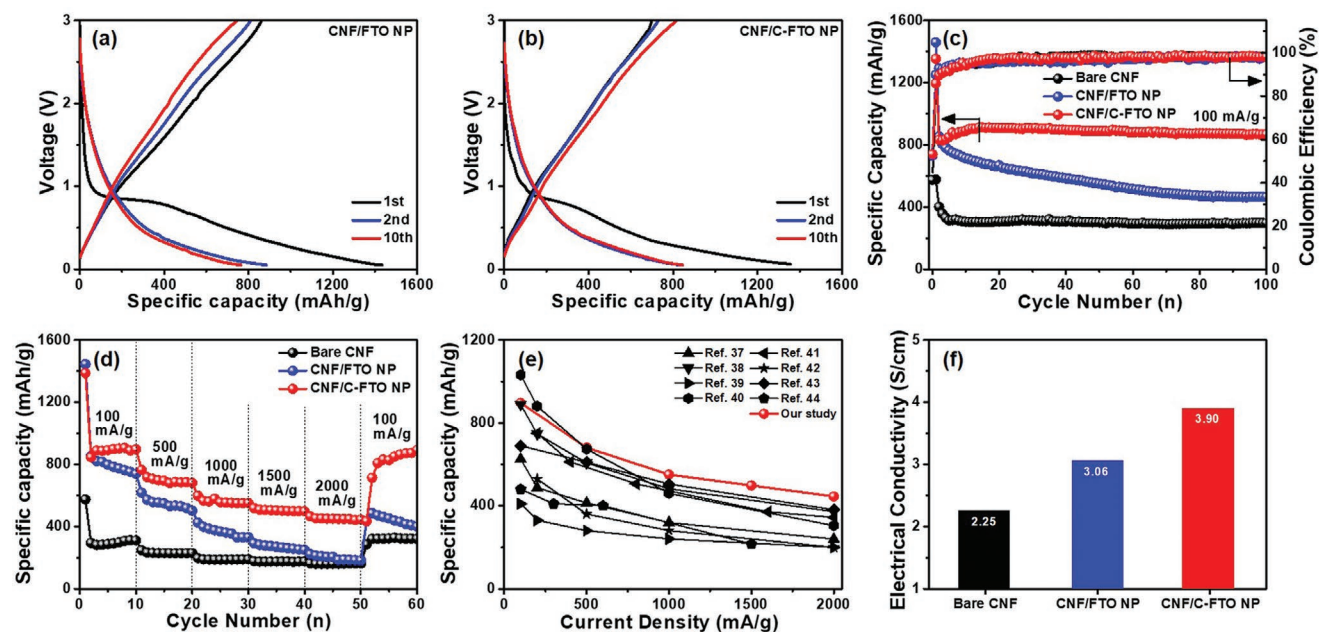 (a)
CNF/FTO NP
3
2
1
0
Voltage (V)
0 400 800 1200 1600
Specific capacity (mAh/g)
1st
2nd
10th
(b)
CNF/C-FTO NP
3
2
1
0
Voltage (V)
0 400 800 1200 1600
Specific capacity (mAh/g)
1st
2nd
10th
(c)
1600
1400
1200
1000
800
600
400
200
0
Specific Capacity (mAh/g)
Bare CNF
CNF/FTO NP
CNF/C-FTO NP
100 mA/g
100
80
60
40
20
0
Coulombic Efficiency (%)
0 20 40 60 80 100
Cycle Number (n)
(d)
1600
1200
800
400
0
Specific capacity (mAh/g)
Bare CNF
CNF/FTO NP
CNF/C-FTO NP
100
mA/g
500
mA/g
1000
mA/g
1500
mA/g
2000
mA/g
100
mA/g
0 10 20 30 40 50 60
Cycle Number (n)
(e)
1200
1000
800
600
400
200
0
Specific capacity (mAh/g)
Ref. 37
Ref. 38
Ref. 39
Ref. 40
Ref. 41
Ref. 42
Ref. 43
Ref. 44
Our study
0 500 1000 1500 2000
Current Density (mA/g)
(f)
5
4
3
2
1
Electrical Conductivity (S/cm)
2.25
3.06
3.90
Bare CNF
CNF/FTO NP
CNF/C-FTO NP